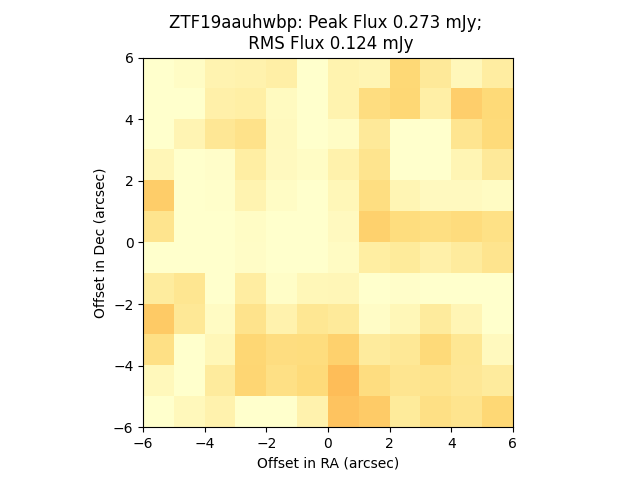 ZTF19aauhwbp: Peak Flux 0.273 mJy;
RMS Flux 0.124 mJy
6
4
2
0
−2
−4
−6
Offset in Dec (arcsec)
−6 −4 −2 0 2 4 6
Offset in RA (arcsec)